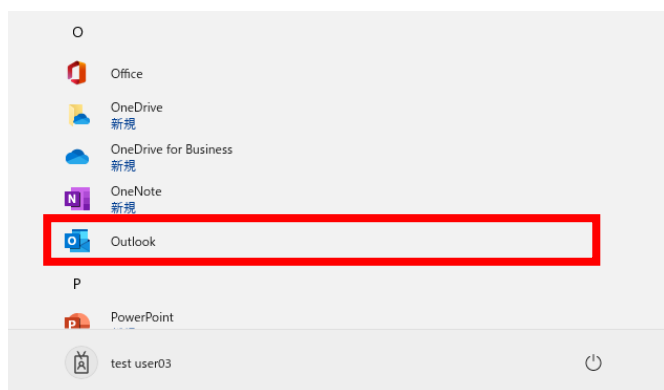 O
Office
OneDrive
新規
OneDrive for Business
新規
OneNote
新規
Outlook
P
PowerPoint
test user03